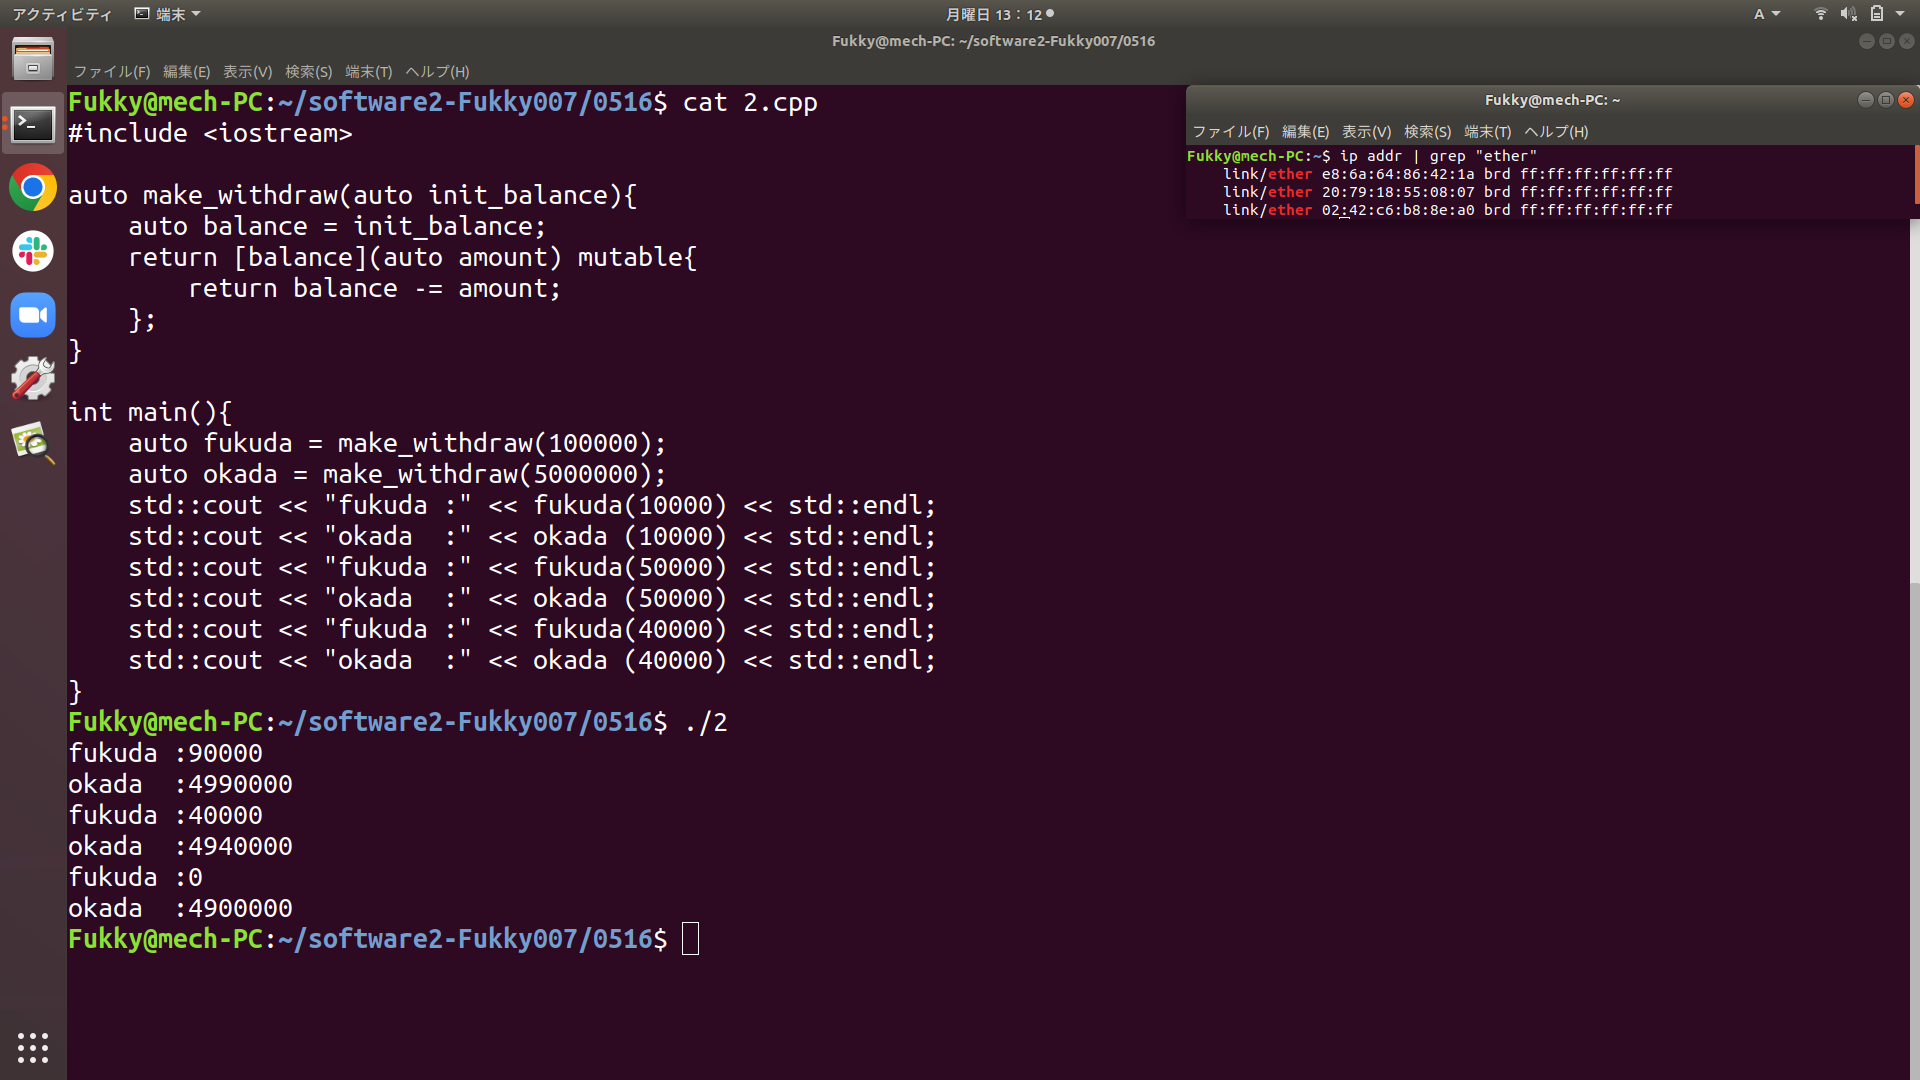 アクティビティ 端末 月曜日 13：12 A
Fukky@mech-PC: ~/software2-Fukky007/0516
ファイル(F) 編集(E) 表示(V) 検索(S) 端末(T) ヘルプ(H)
Fukky@mech-PC:~/software2-Fukky007/0516$ cat 2.cpp
#include <iostream>

auto make_withdraw(auto init_balance){
    auto balance = init_balance;
    return [balance](auto amount) mutable{
        return balance -= amount;
    };
}

int main(){
    auto fukuda = make_withdraw(100000);
    auto okada = make_withdraw(5000000);
    std::cout << "fukuda :" << fukuda(10000) << std::endl;
    std::cout << "okada  :" << okada (10000) << std::endl;
    std::cout << "fukuda :" << fukuda(50000) << std::endl;
    std::cout << "okada  :" << okada (50000) << std::endl;
    std::cout << "fukuda :" << fukuda(40000) << std::endl;
    std::cout << "okada  :" << okada (40000) << std::endl;
}
Fukky@mech-PC:~/software2-Fukky007/0516$ ./2
fukuda :90000
okada  :4990000
fukuda :40000
okada  :4940000
fukuda :0
okada  :4900000
Fukky@mech-PC:~/software2-Fukky007/0516$
Fukky@mech-PC: ~
ファイル(F) 編集(E) 表示(V) 検索(S) 端末(T) ヘルプ(H)
Fukky@mech-PC:~$ ip addr | grep "ether"
    link/ether e8:6a:64:86:42:1a brd ff:ff:ff:ff:ff:ff
    link/ether 20:79:18:55:08:07 brd ff:ff:ff:ff:ff:ff
    link/ether 02:42:c6:b8:8e:a0 brd ff:ff:ff:ff:ff:ff